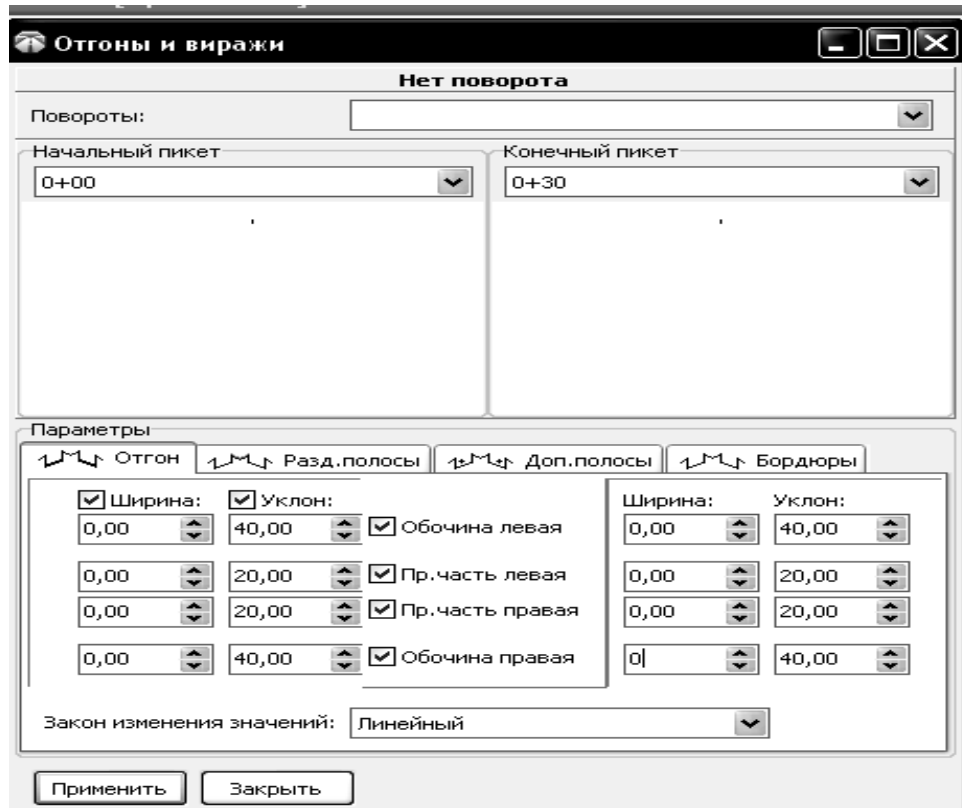 Отгоны и виражи
Нет поворота
Повороты:
Начальный пикет Конечный пикет
0+00 0+30
Параметры
Отгон Разд.полосы Доп.полосы Бордюры
Ширина: Уклон: Ширина: Уклон:
0,00 40,00 Обочина левая 0,00 40,00
0,00 20,00 Пр.часть левая 0,00 20,00
0,00 20,00 Пр.часть правая 0,00 20,00
0,00 40,00 Обочина правая 0 40,00
Закон изменения значений: Линейный
Применить Закрыть